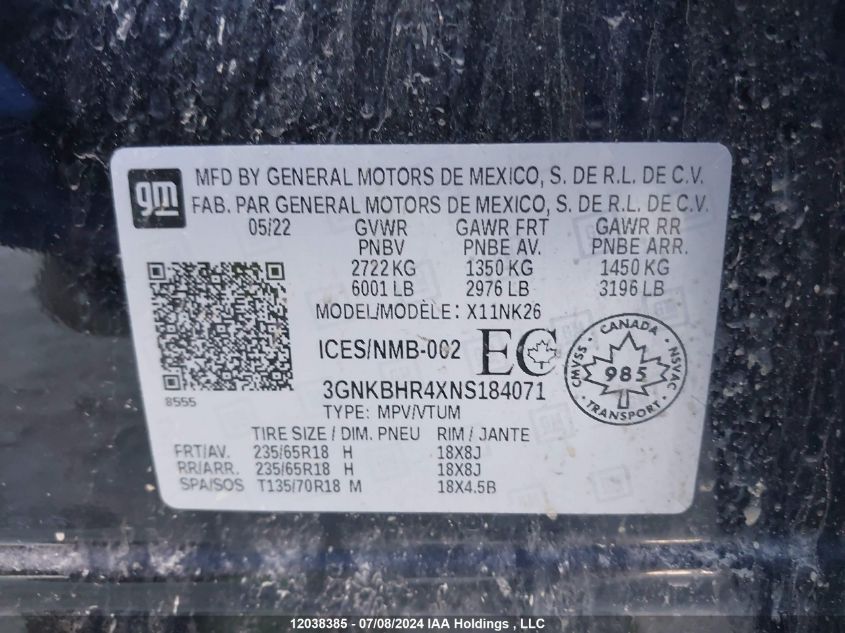 gm
MFD BY GENERAL MOTORS DE MEXICO, S. DE R.L. DE C.V.
FAB. PAR GENERAL MOTORS DE MEXICO, S. DE R.L. DE C.V.
05/22 GVWR GAWR FRT GAWR RR
PNBV PNBE AV. PNBE ARR.
2722 KG 1350 KG 1450 KG
6001 LB 2976 LB 3196 LB
MODEL/MODÈLE: X11NK26
ICES/NMB-002 EC
CANADA
CMVSS 985 NSVAC
TRANSPORT
3GNKBHR4XNS184071
8555
TYPE: MPV/VTUM
TIRE SIZE / DIM. PNEU RIM / JANTE
FRT/AV. 235/65R18 H 18X8J
RR/ARR. 235/65R18 H 18X8J
SPA/SOS T135/70R18 M 18X4.5B
12038385 - 07/08/2024 IAA Holdings , LLC